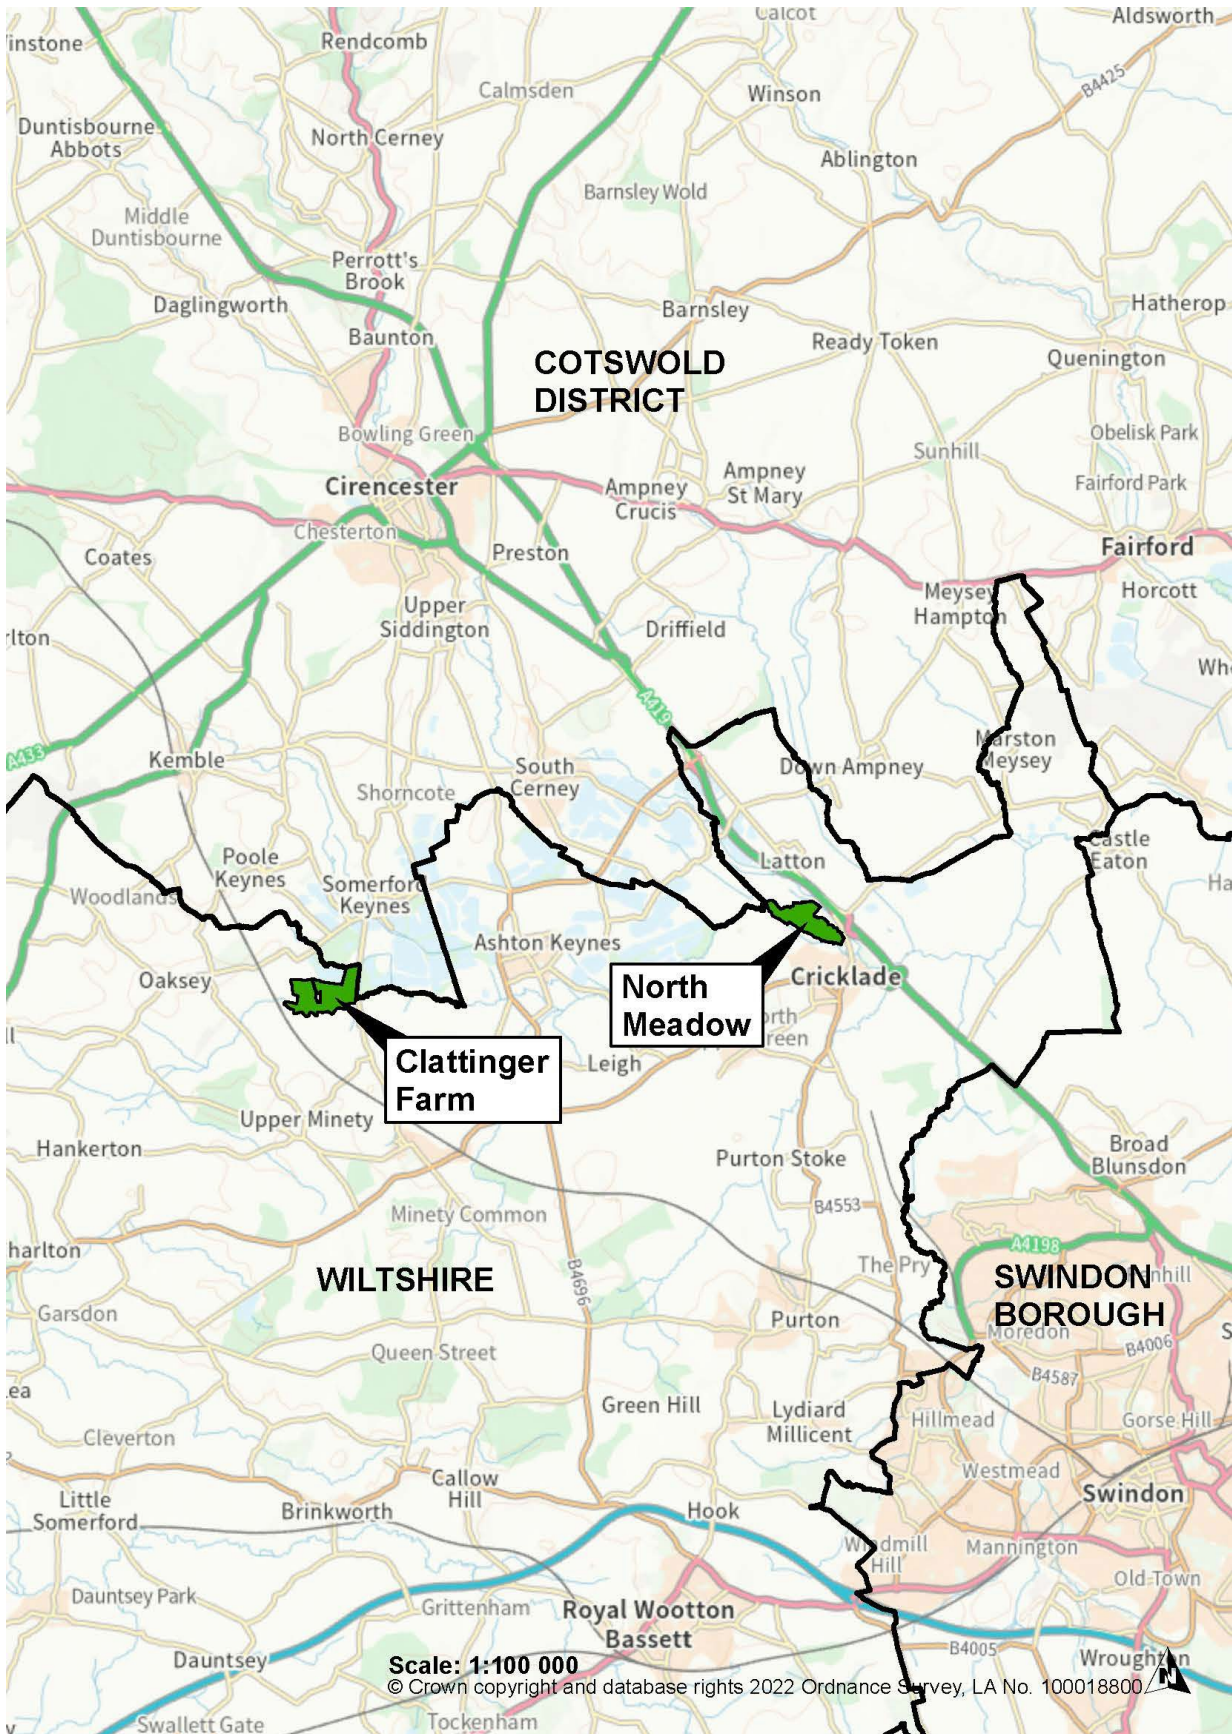 Calcot
Aldsworth
Rendcomb
Calmsden
Winson
B4425
Duntisbourne
Abbots
North Cerney
Ablington
Barnsley Wold
Middle
Duntisbourne
Perrott's
Brook
Daglingworth
Barnsley
Hatherop
Baunton
Ready Token
Quenington
COTSWOLD
DISTRICT
Bowling Green
Obelisk Park
Sunhill
Cirencester
Ampney
Crucis
Ampney
St Mary
Fairford Park
Chesterton
Preston
Fairford
Coates
Upper
Siddington
Meysey
Hampton
Horcott
Driffield
A419
A433
Kemble
South
Cerney
Marston
Meysey
Down Ampney
Shorncote
Poole
Keynes
Latton
Castle
Eaton
Woodlands
Somerford
Keynes
Ashton Keynes
Oaksey
Cricklade
North
Meadow
Clattinger
Farm
Leigh
Upper Minety
Hankerton
Purton Stoke
Broad
Blunsdon
B4553
Minety Common
A4198
The Pry
WILTSHIRE
B4696
SWINDON
BOROUGH
Garsdon
Purton
Moredon
B4006
Queen Street
B4587
Green Hill
Lydiard
Millicent
Hillmead
Gorse Hill
Cleverton
Callow
Hill
Westmead
Little
Somerford
Brinkworth
Hook
Swindon
Windmill
Hill
Mannington
Dauntsey Park
Grittenham
Royal Wootton
Bassett
Old Town
B4005
Dauntsey
Wroughton
Scale: 1:100 000
© Crown copyright and database rights 2022 Ordnance Survey, LA No. 100018800
N
Swallett Gate
Tockenham